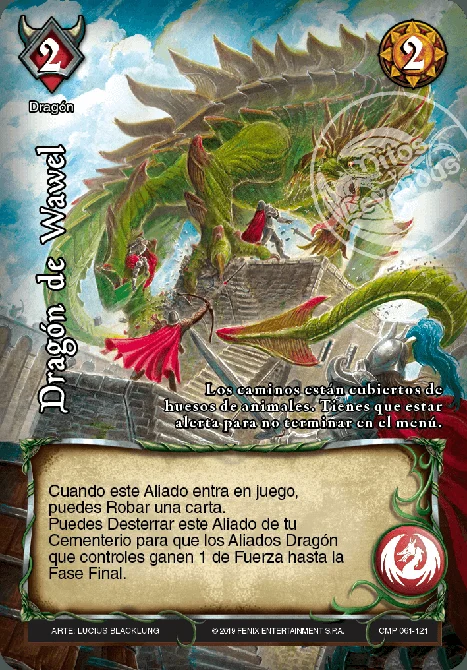 2
2
Dragón
Dragón de Wawel
Los caminos están cubiertos de
huesos de animales. Tienes que estar
alerta para no terminar en el menú.
Cuando este Aliado entra en juego,
puedes Robar una carta.
Puedes Desterrar este Aliado de tu
Cementerio para que los Aliados Dragón
que controles ganen 1 de Fuerza hasta la
Fase Final.
ARTE: LUCIUS BLACKLUNG © 2019 FENIX ENTERTAINMENT S.P.A. CMP 061-121